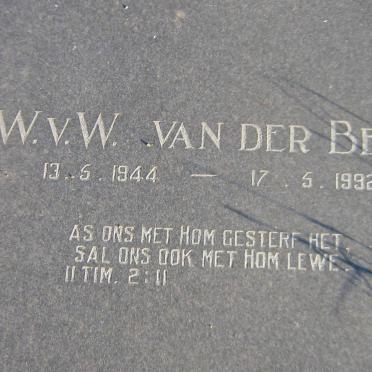 W.V.W. VAN DER BE
13.5.1944 — 17.5.1992
AS ONS MET HOM GESTERF HET,
SAL ONS OOK MET HOM LEWE.
II TIM. 2:11